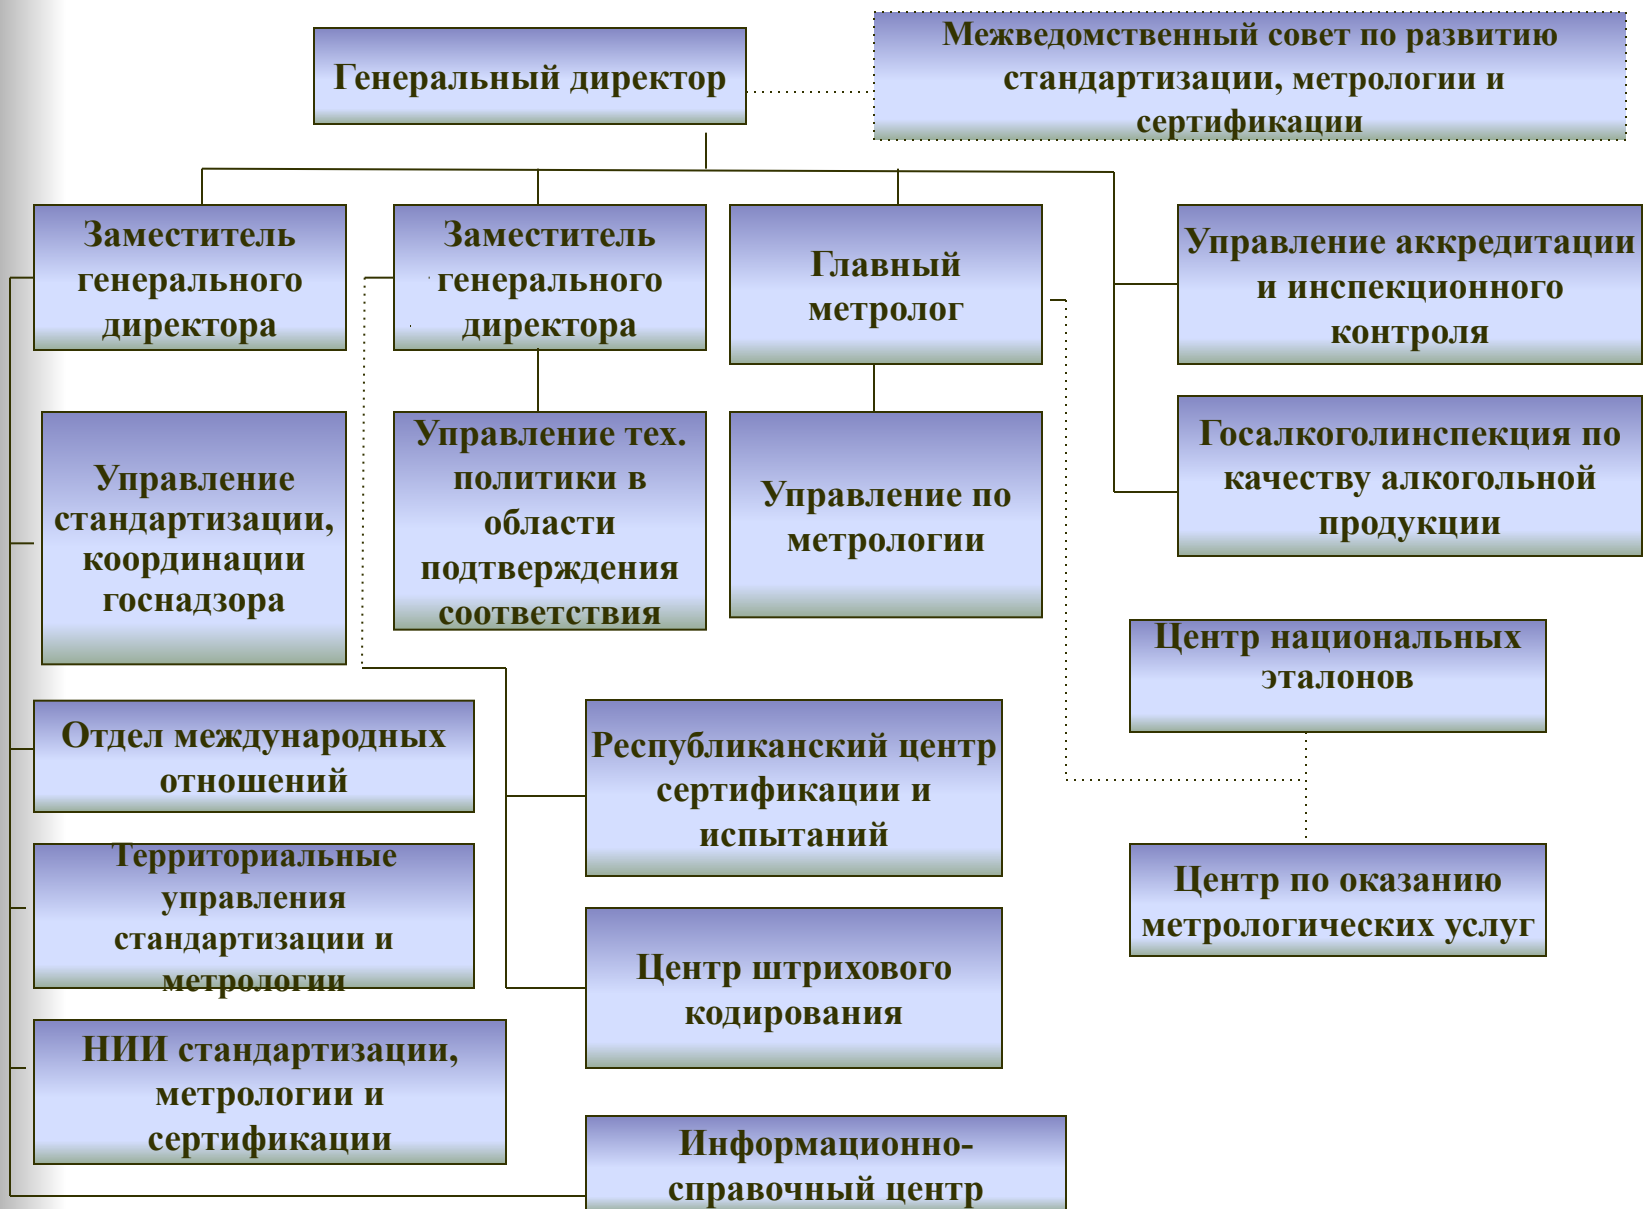 Генеральный директор
Межведомственный совет по развитию
стандартизации, метрологии и
сертификации
Заместитель
генерального
директора
Заместитель
генерального
директора
Главный
метролог
Управление аккредитации
и инспекционного
контроля
Управление
стандартизации,
координации
госнадзора
Управление тех.
политики в
области
подтверждения
соответствия
Управление по
метрологии
Госалкоголинспекция по
качеству алкогольной
продукции
Центр национальных
эталонов
Отдел международных
отношений
Республиканский центр
сертификации и
испытаний
Территориальные
управления
стандартизации и
метрологии
Центр по оказанию
метрологических услуг
Центр штрихового
кодирования
НИИ стандартизации,
метрологии и
сертификации
Информационно-
справочный центр